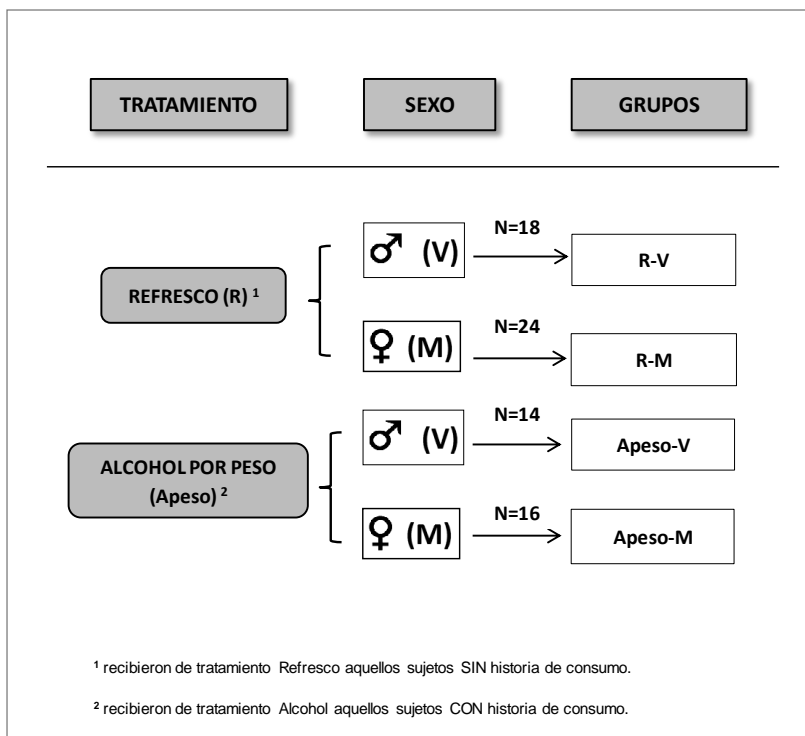 TRATAMIENTO SEXO GRUPOS
N=18
♂ (V) R-V
REFRESCO (R) ¹
N=24
♀ (M) R-M
N=14
♂ (V) Apeso-V
ALCOHOL POR PESO
(Apeso) ²
N=16
♀ (M) Apeso-M
¹ recibieron de tratamiento Refresco aquellos sujetos SIN historia de consumo.
² recibieron de tratamiento Alcohol aquellos sujetos CON historia de consumo.